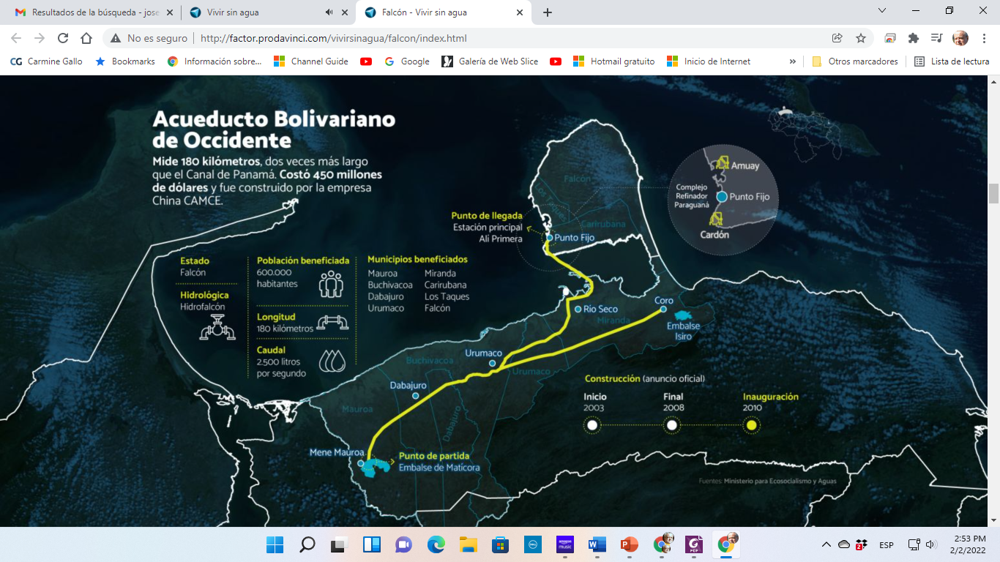 Resultados de la búsqueda - jose
Vivir sin agua
Falcón - Vivir sin agua
No es seguro
http://factor.prodavinci.com/vivirsinagua/falcon/index.html
CG Carmine Gallo
Bookmarks
Información sobre...
Channel Guide
Google
Galería de Web Slice
Hotmail gratuito
Inicio de Internet
»
Otros marcadores
Lista de lectura
Acueducto Bolivariano
de Occidente
Mide 180 kilómetros, dos veces más largo
que el Canal de Panamá. Costó 450 millones
de dólares y fue construido por la empresa
China CAMCE.
Estado
Falcón
Hidrológica
Hidrofalcón
Población beneficiada
600.000
habitantes
Longitud
180 kilómetros
Caudal
2.500 litros
por segundo
Municipios beneficiados
Mauroa
Buchivacoa
Dabajuro
Urumaco
Miranda
Carirubana
Los Taques
Falcón
Punto de llegada
Estación principal
Alí Primera
Punto Fijo
Falcón
Los Taques
Carirubana
Complejo
Refinador
Paraguaná
Amuay
Punto Fijo
Cardón
Río Seco
Miranda
Coro
Embalse
Isiro
Urumaco
Urumaco
Buchivacoa
Dabajuro
Dabajuro
Mauroa
Mene Mauroa
Punto de partida
Embalse de Matícora
Construcción (anuncio oficial)
Inicio
2003
Final
2008
Inauguración
2010
Fuentes: Ministerio para Ecosocialismo y Aguas
DELL
amazon
music
W
P
PDF
2
ESP
2:53 PM
2/2/2022